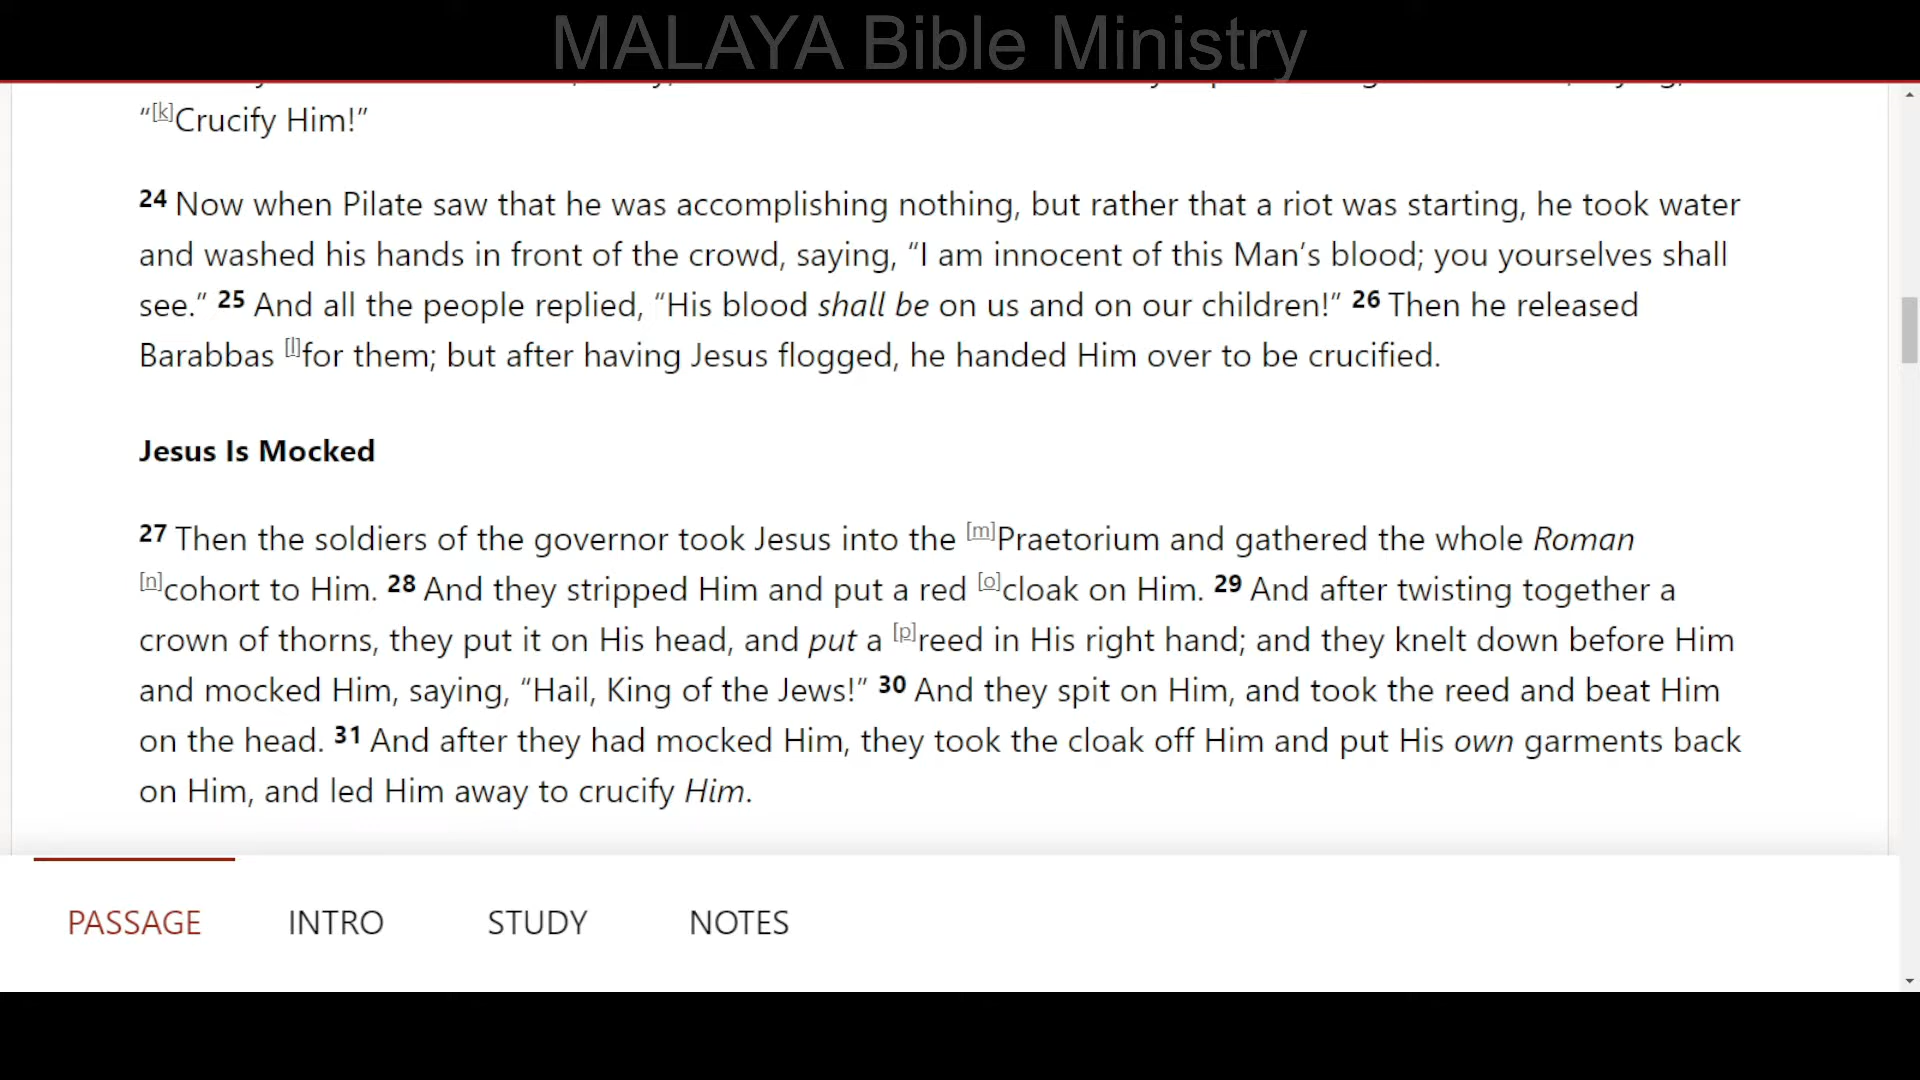 MALAYA Bible Ministry
“[k]Crucify Him!”
24 Now when Pilate saw that he was accomplishing nothing, but rather that a riot was starting, he took water
and washed his hands in front of the crowd, saying, “I am innocent of this Man’s blood; you yourselves shall
see.” 25 And all the people replied, “His blood shall be on us and on our children!” 26 Then he released
Barabbas [l]for them; but after having Jesus flogged, he handed Him over to be crucified.
Jesus Is Mocked
27 Then the soldiers of the governor took Jesus into the [m]Praetorium and gathered the whole Roman
[n]cohort to Him. 28 And they stripped Him and put a red [o]cloak on Him. 29 And after twisting together a
crown of thorns, they put it on His head, and put a [p]reed in His right hand; and they knelt down before Him
and mocked Him, saying, “Hail, King of the Jews!” 30 And they spit on Him, and took the reed and beat Him
on the head. 31 And after they had mocked Him, they took the cloak off Him and put His own garments back
on Him, and led Him away to crucify Him.
PASSAGE INTRO STUDY NOTES